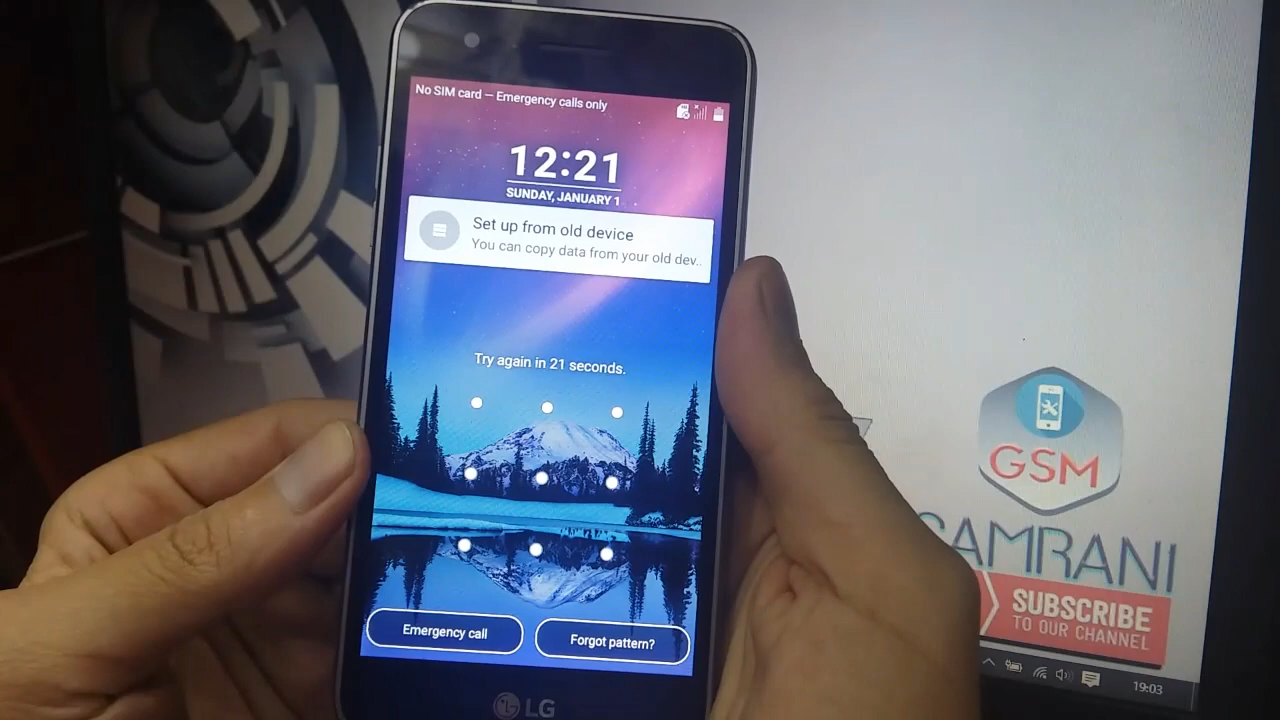 No SIM card — Emergency calls only
12:21
SUNDAY, JANUARY 1
Set up from old device
You can copy data from your old dev..
Try again in 21 seconds.
Emergency call
Forgot pattern?
LG
GSM
SAMRANI
SUBSCRIBE
TO OUR CHANNEL
19:03